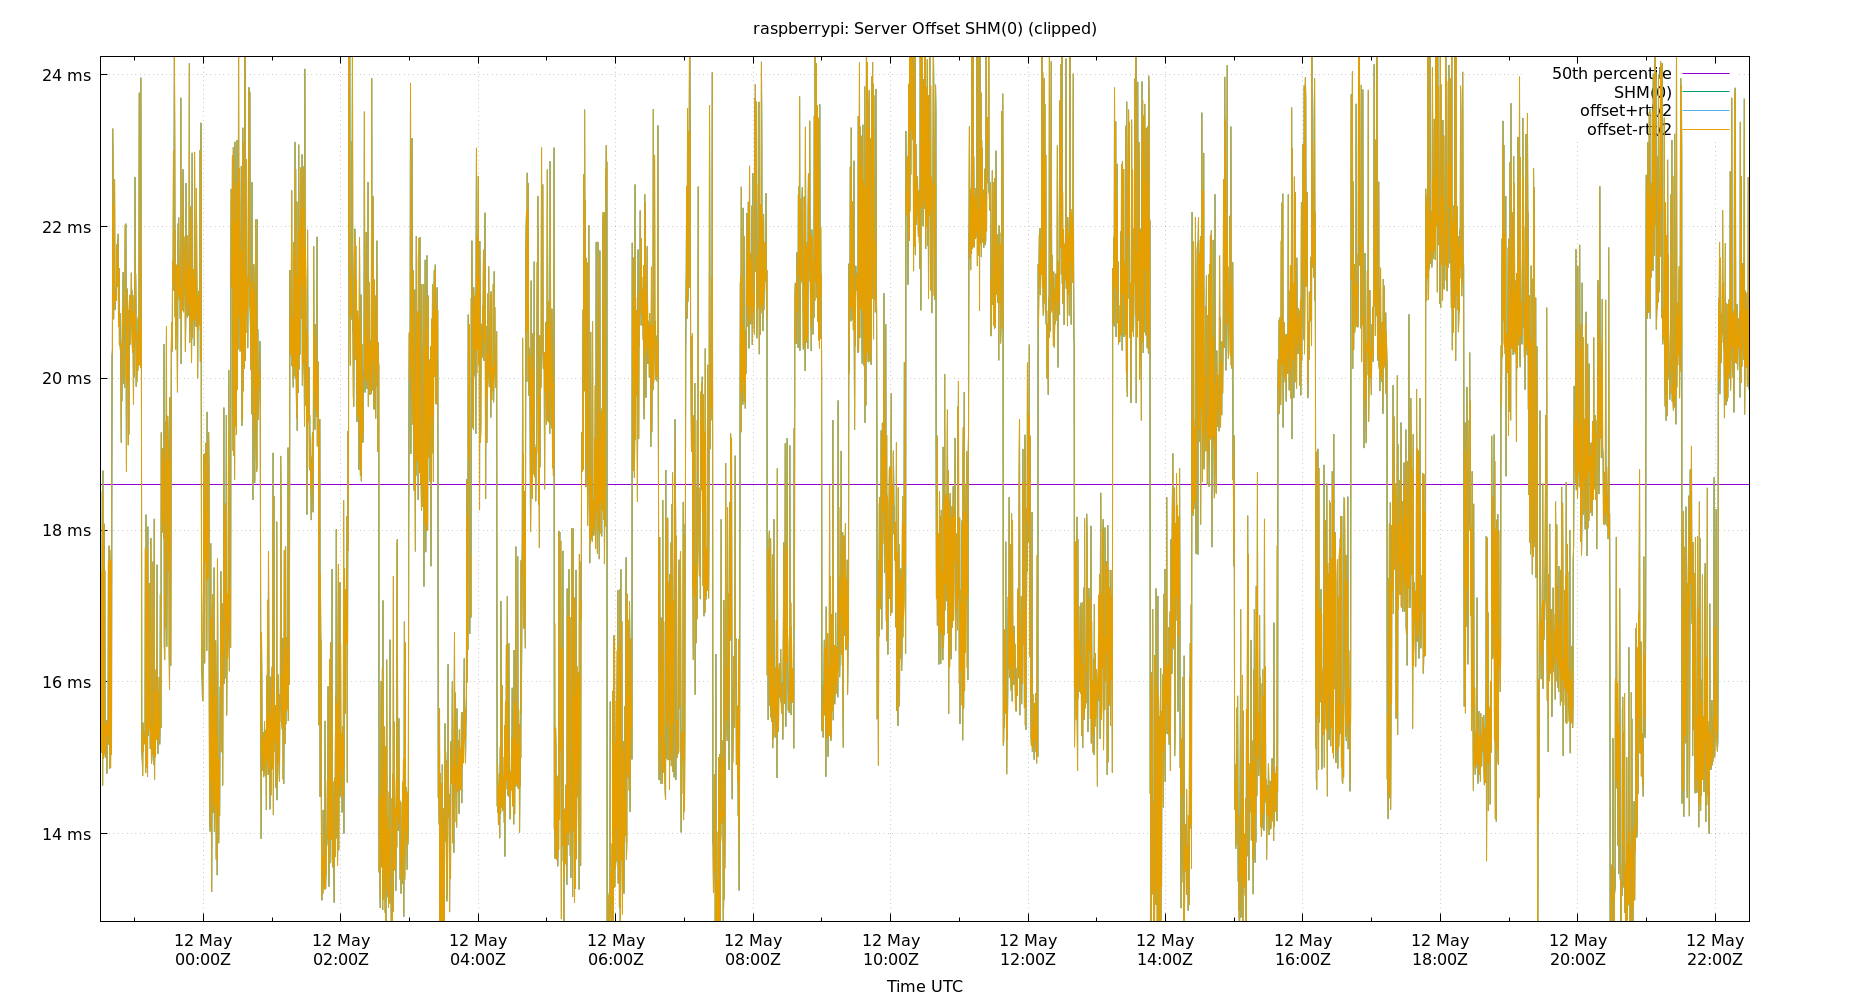 raspberrypi: Server Offset SHM(0) (clipped)
24 ms
22 ms
20 ms
18 ms
16 ms
14 ms
50th percentile
SHM(0)
offset+rtt/2
offset-rtt/2
12 May 12 May 12 May 12 May 12 May 12 May 12 May 12 May 12 May 12 May 12 May 12 May
00:00Z 02:00Z 04:00Z 06:00Z 08:00Z 10:00Z 12:00Z 14:00Z 16:00Z 18:00Z 20:00Z 22:00Z
Time UTC